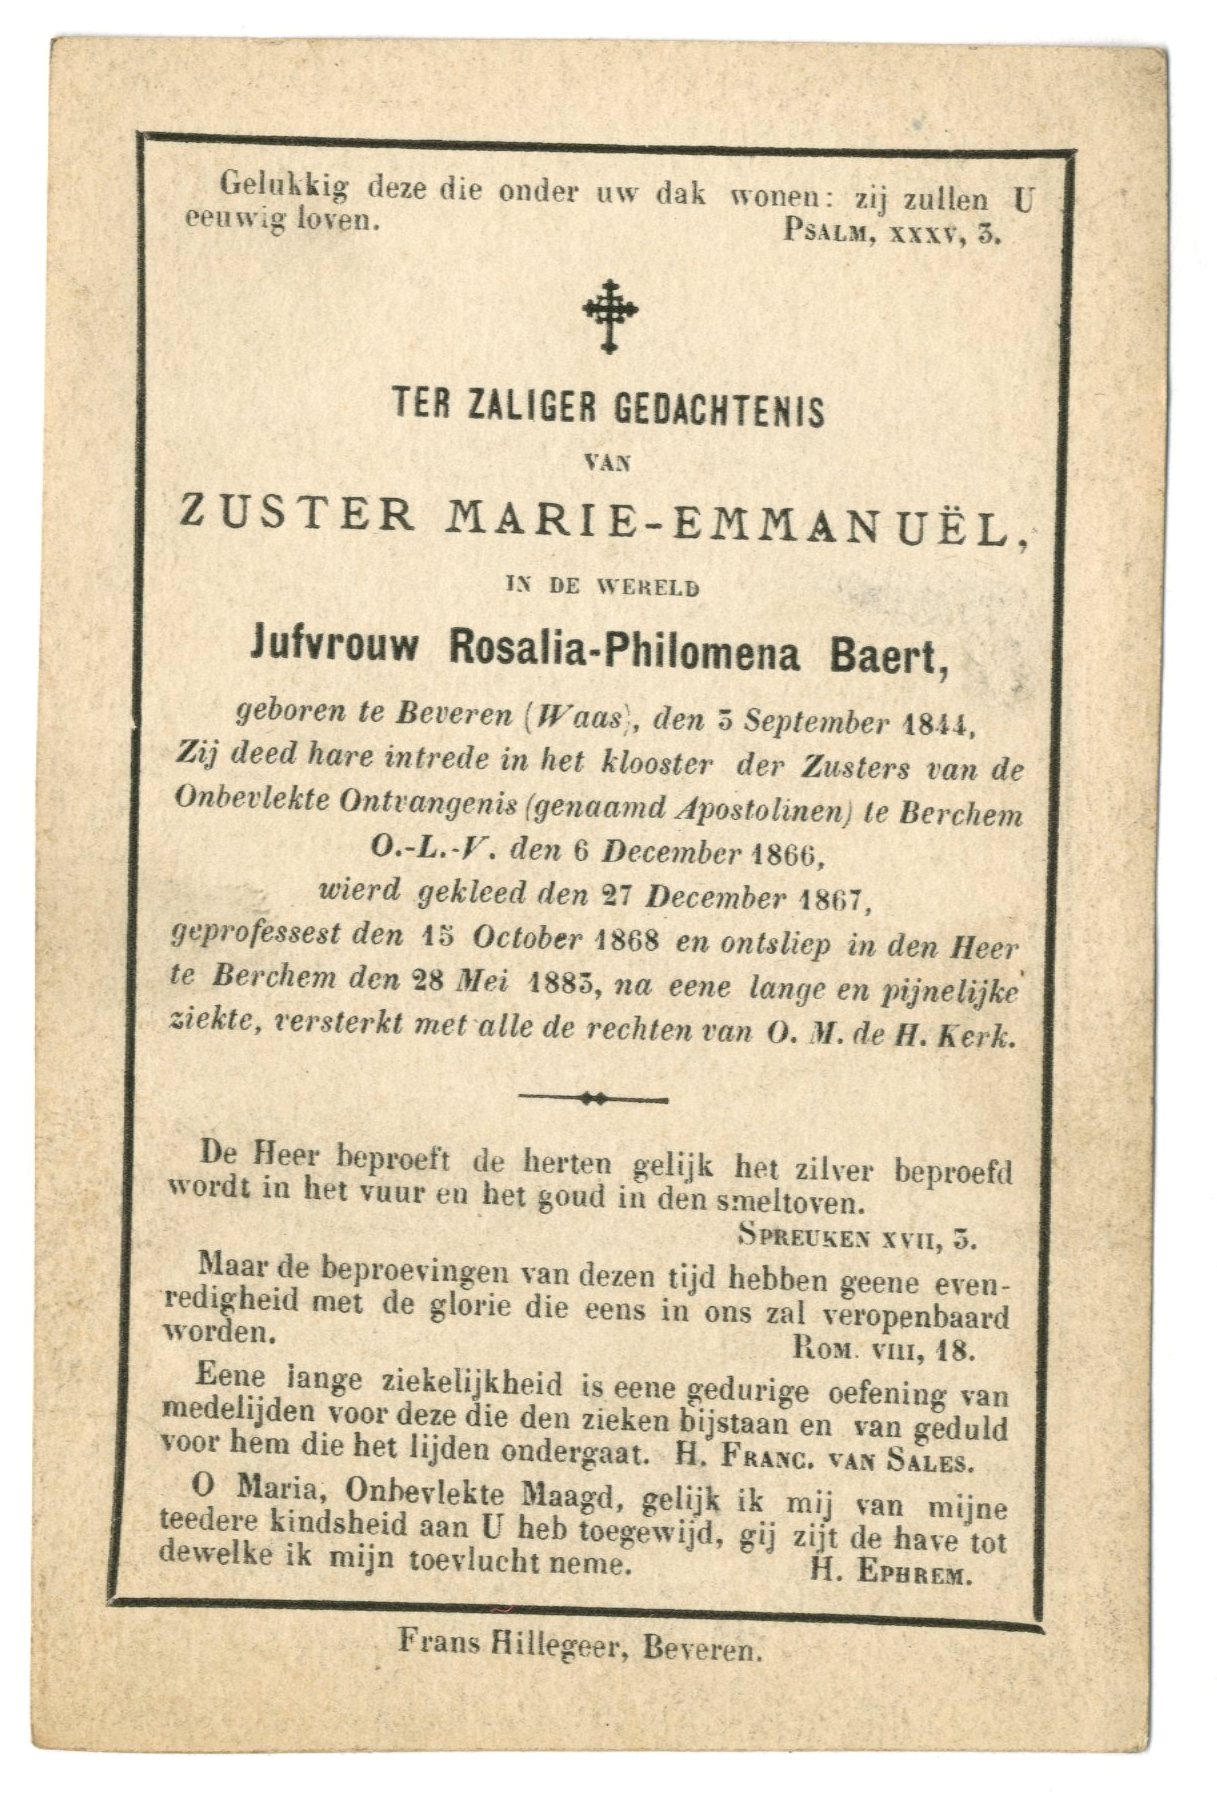 Gelukkig deze die onder uw dak wonen: zij zullen U
eeuwig loven. PSALM, XXXV, 3.
TER ZALIGER GEDACHTENIS
VAN
ZUSTER MARIE-EMMANUËL,
IN DE WERELD
Jufvrouw Rosalia-Philomena Baert,
geboren te Beveren (Waas), den 3 September 1844,
Zij deed hare intrede in het klooster der Zusters van de
Onbevlekte Ontvangenis (genaamd Apostolinen) te Berchem
O.-L.-V. den 6 December 1866,
wierd gekleed den 27 December 1867,
geprofessest den 15 October 1868 en ontsliep in den Heer
te Berchem den 28 Mei 1883, na eene lange en pijnelijke
ziekte, versterkt met alle de rechten van O. M. de H. Kerk.
De Heer beproeft de herten gelijk het zilver beproefd
wordt in het vuur en het goud in den smeltoven.
SPREUKEN XVII, 3.
Maar de beproevingen van dezen tijd hebben geene even-
redigheid met de glorie die eens in ons zal veropenbaard
worden. ROM. VIII, 18.
Eene lange ziekelijkheid is eene gedurige oefening van
medelijden voor deze die den zieken bijstaan en van geduld
voor hem die het lijden ondergaat. H. FRANC. VAN SALES.
O Maria, Onbevlekte Maagd, gelijk ik mij van mijne
teedere kindsheid aan U heb toegewijd, gij zijt de have tot
dewelke ik mijn toevlucht neme. H. EPHREM.
Frans Hillegeer, Beveren.